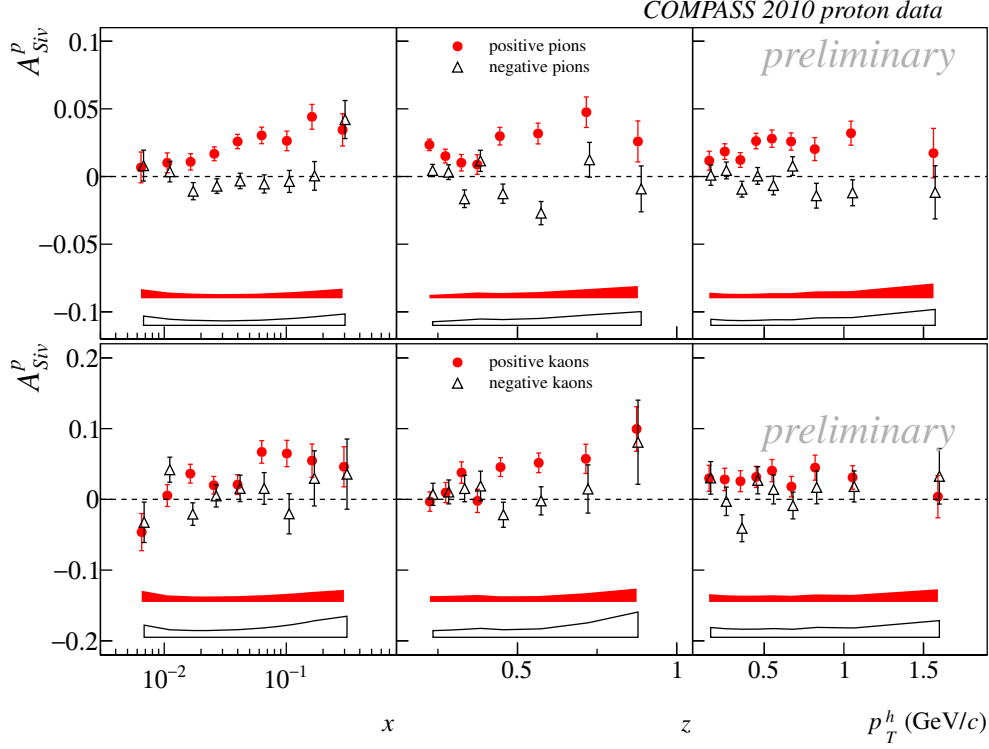 COMPASS 2010 proton data
A^p_Siv
0.1
0.05
0
−0.05
−0.1
positive pions
negative pions
preliminary
A^p_Siv
0.2
0.1
0
−0.1
−0.2
positive kaons
negative kaons
preliminary
10^−2 10^−1 0.5 1 0.5 1 1.5
x z p_T^h (GeV/c)